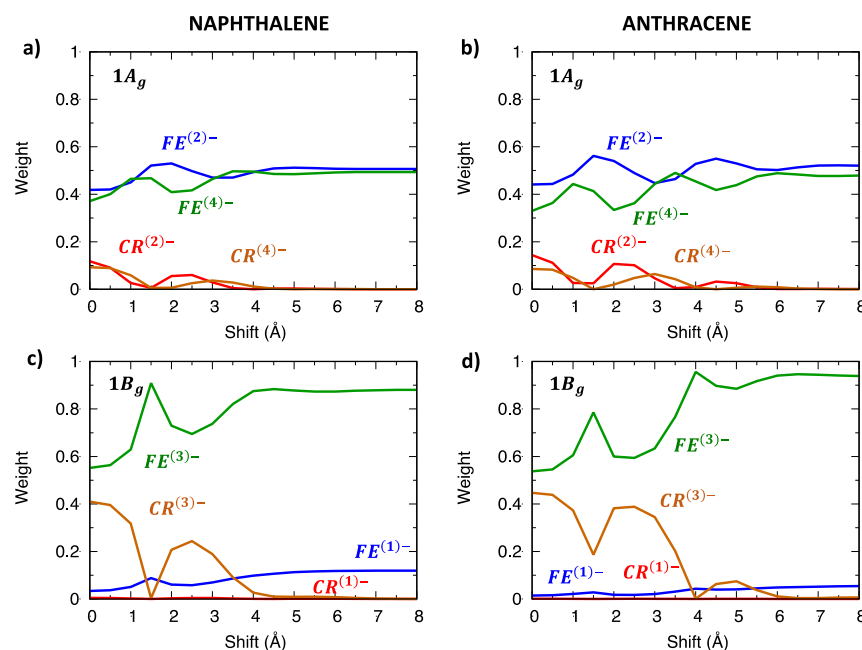 NAPHTHALENE
ANTHRACENE
a)
1A_g
FE^(2)−
FE^(4)−
CR^(2)−
CR^(4)−
Weight
0 0.2 0.4 0.6 0.8 1
0 1 2 3 4 5 6 7 8
Shift (Å)
b)
1A_g
FE^(2)−
FE^(4)−
CR^(2)−
CR^(4)−
Weight
0 0.2 0.4 0.6 0.8 1
0 1 2 3 4 5 6 7 8
Shift (Å)
c)
1B_g
FE^(3)−
CR^(3)−
FE^(1)−
CR^(1)−
Weight
0 0.2 0.4 0.6 0.8 1
0 1 2 3 4 5 6 7 8
Shift (Å)
d)
1B_g
FE^(3)−
CR^(3)−
FE^(1)−
CR^(1)−
Weight
0 0.2 0.4 0.6 0.8 1
0 1 2 3 4 5 6 7 8
Shift (Å)